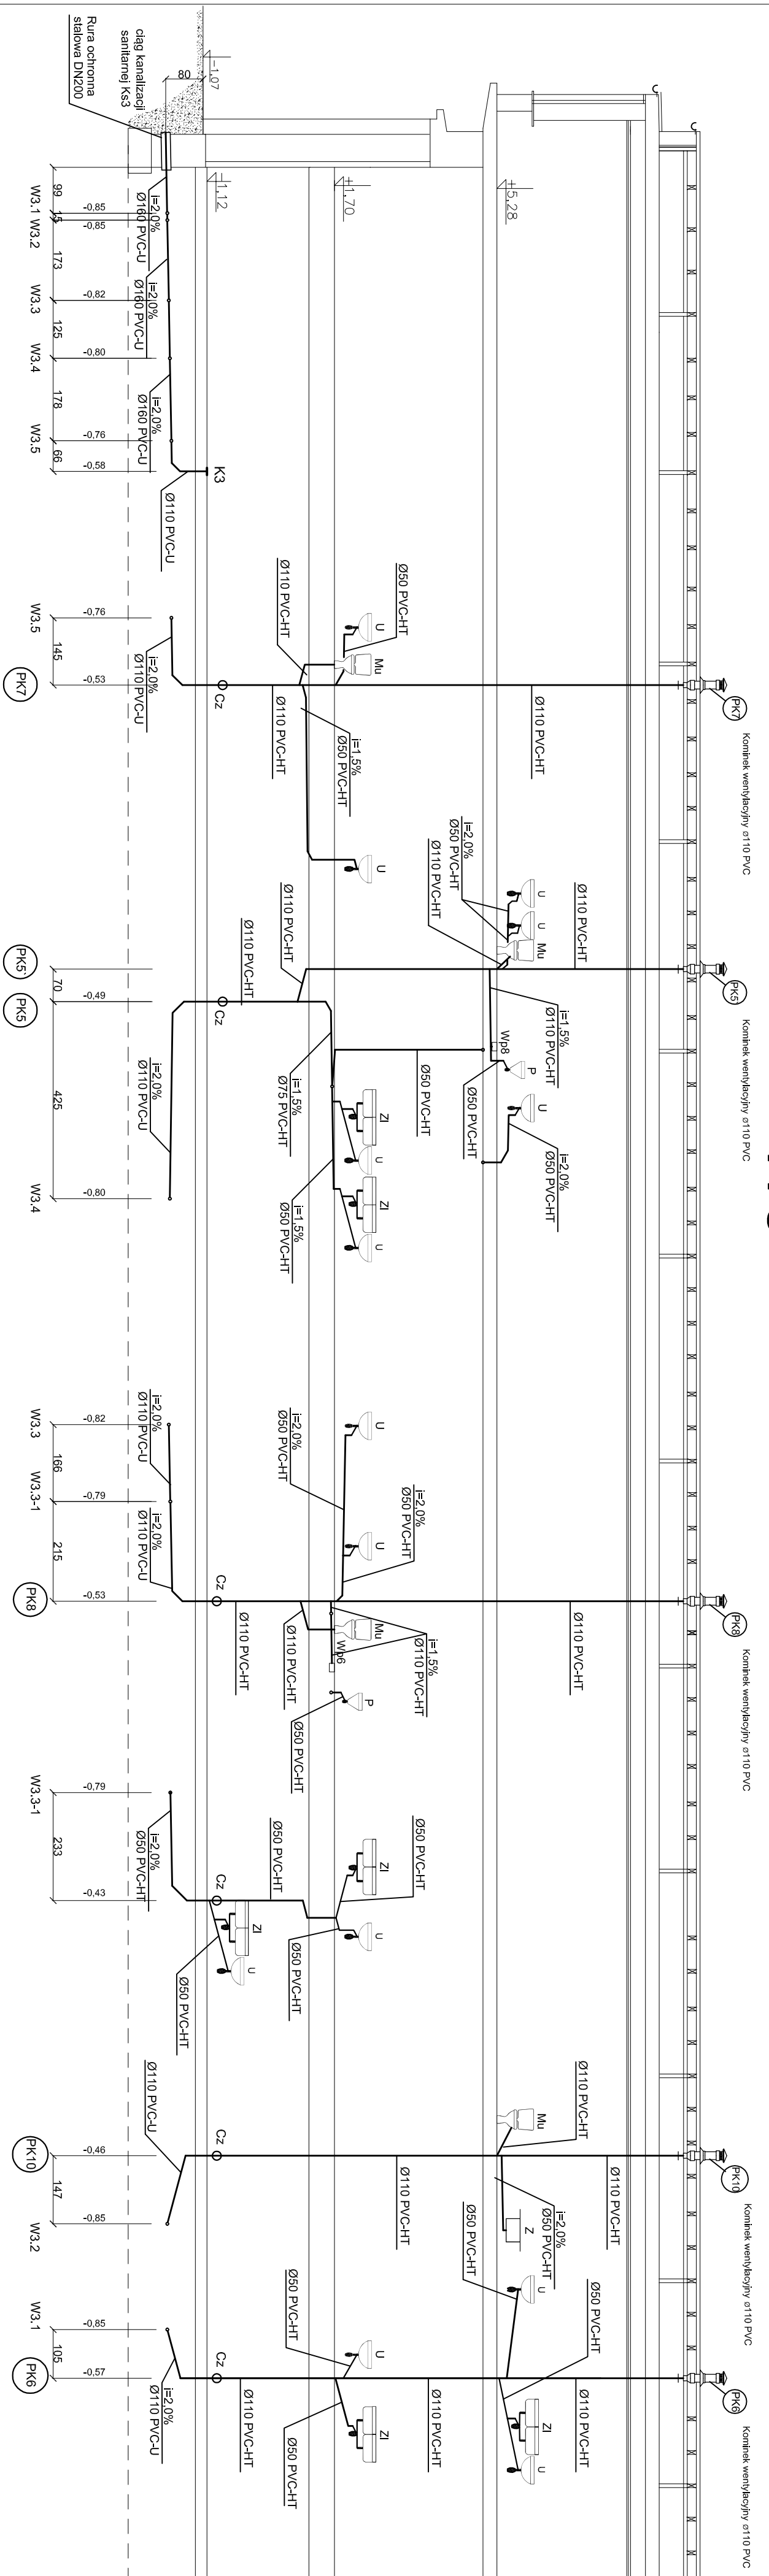 Rura ochronna
stalowa DN200
ciąg kanalizacji
sanitarnej Ks3
80
-1,07
-1,12
+1,70
+5,28
99
15
173
125
178
66
W3.1
W3.2
W3.3
W3.4
W3.5
-0,85
-0,85
-0,82
-0,80
-0,76
-0,58
i=2,0%
Ø160 PVC-U
i=2,0%
Ø160 PVC-U
i=2,0%
Ø160 PVC-U
K3
Ø110 PVC-U
W3.5
145
PK7
-0,76
-0,53
i=2,0%
Ø110 PVC-U
Cz
Ø110 PVC-HT
Ø110 PVC-HT
Ø50 PVC-HT
U
Mu
i=1,5%
Ø50 PVC-HT
U
Ø110 PVC-HT
PK7
Kominek wentylacyjny ø110 PVC
PK5'
70
PK5
425
W3.4
-0,49
-0,80
i=2,0%
Ø110 PVC-U
Cz
Ø110 PVC-HT
Ø110 PVC-HT
i=2,0%
Ø50 PVC-HT
Ø110 PVC-HT
U
U
Mu
Ø110 PVC-HT
i=1,5%
Ø110 PVC-HT
Wp8
P
Ø50 PVC-HT
U
i=2,0%
Ø50 PVC-HT
Ø50 PVC-HT
i=1,5%
Ø75 PVC-HT
Zl
U
Zl
U
i=1,5%
Ø50 PVC-HT
PK5
Kominek wentylacyjny ø110 PVC
W3.3
166
W3.3-1
215
PK8
-0,82
-0,79
-0,53
i=2,0%
Ø110 PVC-U
i=2,0%
Ø110 PVC-U
Cz
Ø110 PVC-HT
i=2,0%
Ø50 PVC-HT
U
U
i=2,0%
Ø50 PVC-HT
Ø110 PVC-HT
Mu
Wp6
i=1,5%
Ø110 PVC-HT
P
Ø50 PVC-HT
Ø110 PVC-HT
PK8
Kominek wentylacyjny ø110 PVC
W3.3-1
233
-0,79
-0,43
i=2,0%
Ø50 PVC-HT
Cz
Ø50 PVC-HT
Zl
U
Ø50 PVC-HT
Zl
U
Ø50 PVC-HT
Ø50 PVC-HT
PK10
147
W3.2
-0,46
-0,85
Ø110 PVC-U
Cz
Ø110 PVC-HT
Mu
Ø110 PVC-HT
Z
i=2,0%
Ø50 PVC-HT
Ø110 PVC-HT
PK10
Kominek wentylacyjny ø110 PVC
W3.1
105
PK6
-0,85
-0,57
i=2,0%
Ø110 PVC-U
Cz
Ø110 PVC-HT
Ø50 PVC-HT
U
Zl
Ø50 PVC-HT
Ø110 PVC-HT
Ø50 PVC-HT
U
Ø50 PVC-HT
Zl
U
Ø110 PVC-HT
PK6
Kominek wentylacyjny ø110 PVC